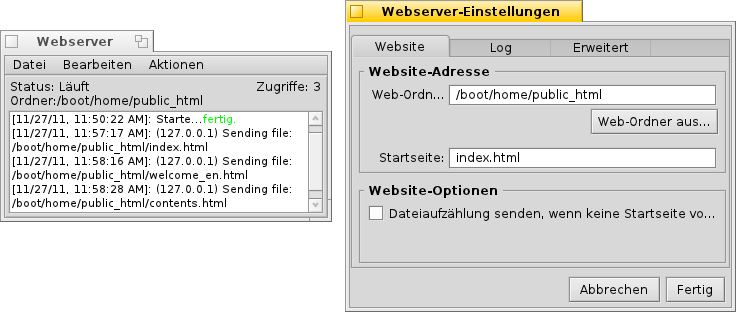 Webserver
Datei Bearbeiten Aktionen
Status: Läuft Zugriffe: 3
Ordner:/boot/home/public_html
[11/27/11, 11:50:22 AM]: Starte...fertig.
[11/27/11, 11:57:17 AM]: (127.0.0.1) Sending file:
/boot/home/public_html/index.html
[11/27/11, 11:58:16 AM]: (127.0.0.1) Sending file:
/boot/home/public_html/welcome_en.html
[11/27/11, 11:58:28 AM]: (127.0.0.1) Sending file:
/boot/home/public_html/contents.html
Webserver-Einstellungen
Website Log Erweitert
Website-Adresse
Web-Ordn... /boot/home/public_html
Web-Ordner aus...
Startseite: index.html
Website-Optionen
Dateiaufzählung senden, wenn keine Startseite vo...
Abbrechen Fertig